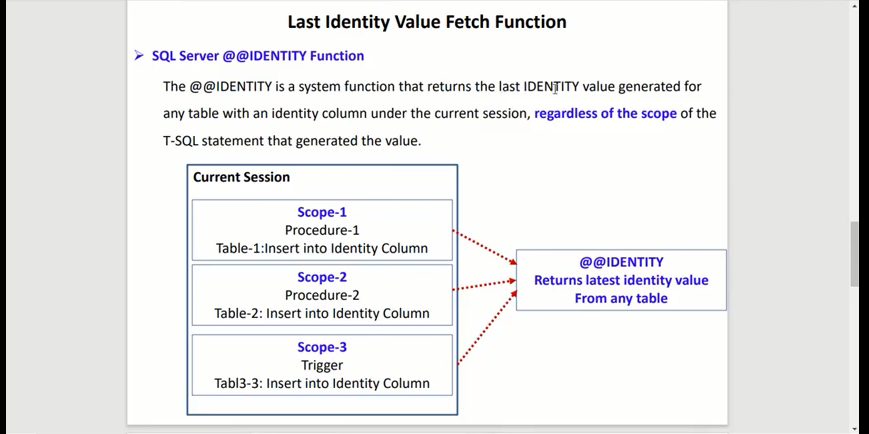 Last Identity Value Fetch Function
➢ SQL Server @@IDENTITY Function
The @@IDENTITY is a system function that returns the last IDENTITY value generated for
any table with an identity column under the current session, regardless of the scope of the
T-SQL statement that generated the value.
Current Session
Scope-1
Procedure-1
Table-1:Insert into Identity Column
Scope-2
Procedure-2
Table-2: Insert into Identity Column
Scope-3
Trigger
Tabl3-3: Insert into Identity Column
@@IDENTITY
Returns latest identity value
From any table